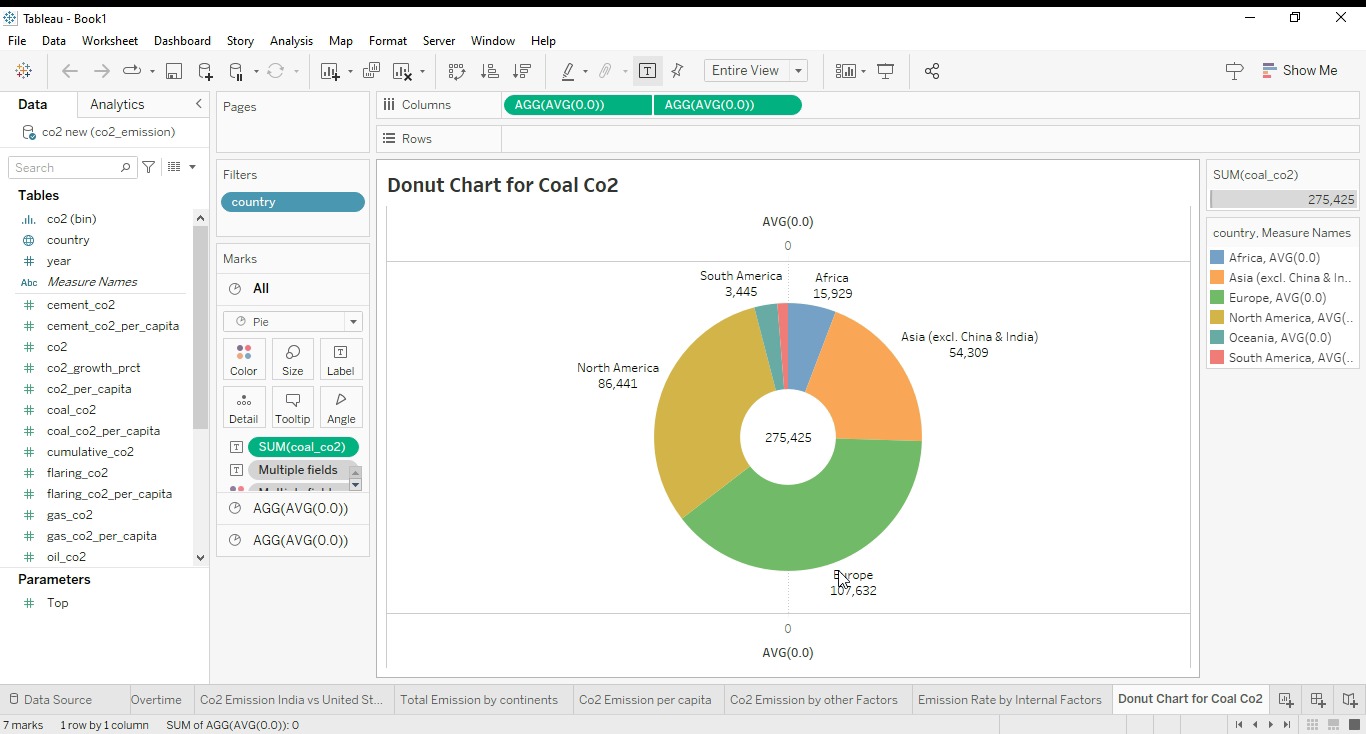 Tableau - Book1
File Data Worksheet Dashboard Story Analysis Map Format Server Window Help
Entire View
Show Me
Data Analytics
co2 new (co2_emission)
Search
Tables
co2 (bin)
country
year
Abc Measure Names
cement_co2
cement_co2_per_capita
co2
co2_growth_prct
co2_per_capita
coal_co2
coal_co2_per_capita
cumulative_co2
flaring_co2
flaring_co2_per_capita
gas_co2
gas_co2_per_capita
oil_co2
Parameters
Top
Pages
Filters
country
Marks
All
Pie
Color Size Label
Detail Tooltip Angle
SUM(coal_co2)
Multiple fields
AGG(AVG(0.0))
AGG(AVG(0.0))
Columns AGG(AVG(0.0)) AGG(AVG(0.0))
Rows
Donut Chart for Coal Co2
AVG(0.0)
0
South America
3,445
Africa
15,929
Asia (excl. China & India)
54,309
North America
86,441
275,425
Europe
107,632
0
AVG(0.0)
SUM(coal_co2)
275,425
country, Measure Names
Africa, AVG(0.0)
Asia (excl. China & In..
Europe, AVG(0.0)
North America, AVG(..
Oceania, AVG(0.0)
South America, AVG(..
Data Source Overtime Co2 Emission India vs United St... Total Emission by continents Co2 Emission per capita Co2 Emission by other Factors Emission Rate by Internal Factors Donut Chart for Coal Co2
7 marks 1 row by 1 column SUM of AGG(AVG(0.0)): 0